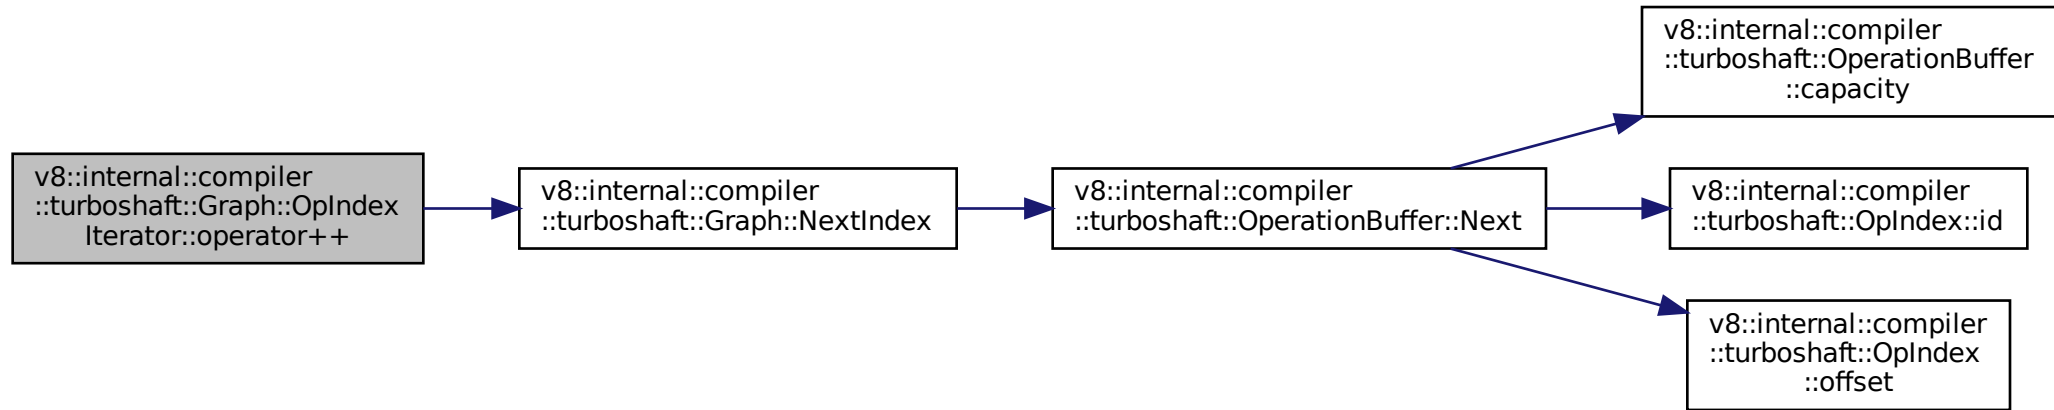 v8::internal::compiler
::turboshaft::Graph::OpIndex
Iterator::operator++
v8::internal::compiler
::turboshaft::Graph::NextIndex
v8::internal::compiler
::turboshaft::OperationBuffer::Next
v8::internal::compiler
::turboshaft::OperationBuffer
::capacity
v8::internal::compiler
::turboshaft::OpIndex::id
v8::internal::compiler
::turboshaft::OpIndex
::offset